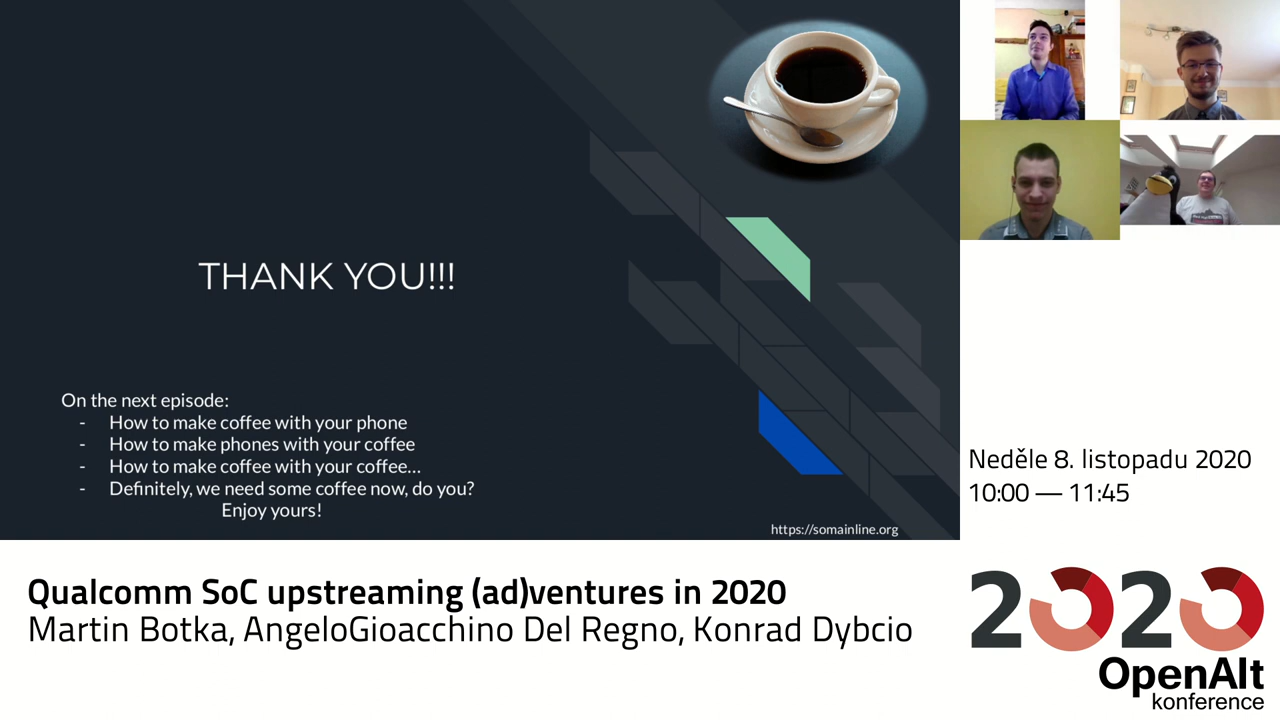 THANK YOU!!!
On the next episode:
- How to make coffee with your phone
- How to make phones with your coffee
- How to make coffee with your coffee...
- Definitely, we need some coffee now, do you?
Enjoy yours!
https://somainline.org
Neděle 8. listopadu 2020
10:00 — 11:45
Qualcomm SoC upstreaming (ad)ventures in 2020
Martin Botka, AngeloGioacchino Del Regno, Konrad Dybcio
2020
OpenAlt
konference